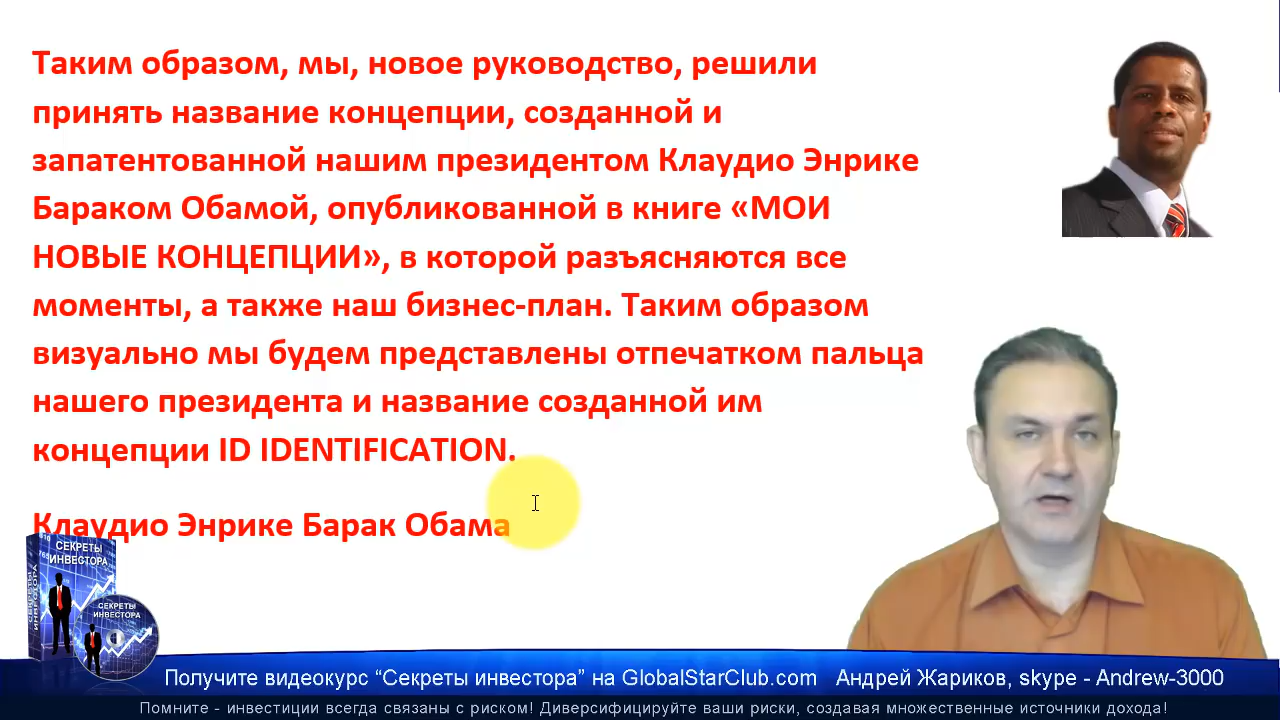 Таким образом, мы, новое руководство, решили
принять название концепции, созданной и
запатентованной нашим президентом Клаудио Энрике
Бараком Обамой, опубликованной в книге «МОИ
НОВЫЕ КОНЦЕПЦИИ», в которой разъясняются все
моменты, а также наш бизнес-план. Таким образом
визуально мы будем представлены отпечатком пальца
нашего президента и название созданной им
концепции ID IDENTIFICATION.
Клаудио Энрике Барак Обама
СЕКРЕТЫ
ИНВЕСТОРА
СЕКРЕТЫ
ИНВЕСТОРА
СЕКРЕТЫ
ИНВЕСТОРА
Получите видеокурс “Секреты инвестора” на GlobalStarClub.com Андрей Жариков, skype - Andrew-3000
Помните - инвестиции всегда связаны с риском! Диверсифицируйте ваши риски, создавая множественные источники дохода!